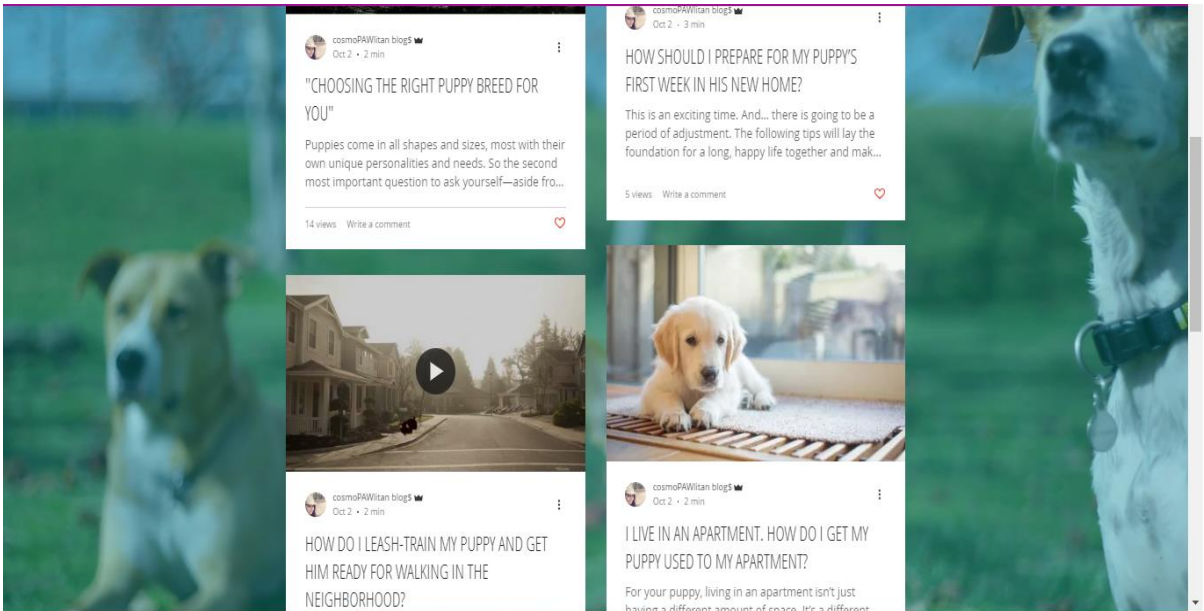 cosmoPAWlitan blog$
Oct 2 • 2 min
"CHOOSING THE RIGHT PUPPY BREED FOR
YOU"
Puppies come in all shapes and sizes, most with their
own unique personalities and needs. So the second
most important question to ask yourself—aside fro...
14 views Write a comment
cosmoPAWlitan blog$
Oct 2 • 2 min
HOW DO I LEASH-TRAIN MY PUPPY AND GET
HIM READY FOR WALKING IN THE
NEIGHBORHOOD?
cosmoPAWlitan blog$
Oct 2 • 3 min
HOW SHOULD I PREPARE FOR MY PUPPY'S
FIRST WEEK IN HIS NEW HOME?
This is an exciting time. And... there is going to be a
period of adjustment. The following tips will lay the
foundation for a long, happy life together and mak...
5 views Write a comment
cosmoPAWlitan blog$
Oct 2 • 2 min
I LIVE IN AN APARTMENT. HOW DO I GET MY
PUPPY USED TO MY APARTMENT?
For your puppy, living in an apartment isn't just
having a different amount of space. It's a different